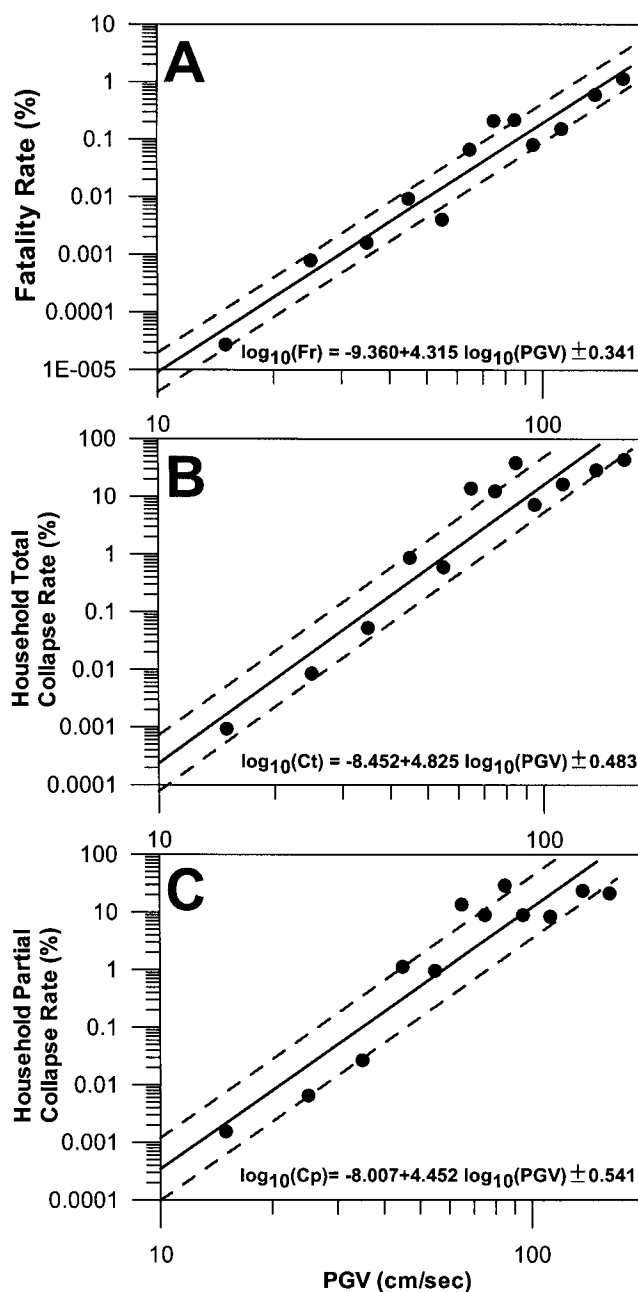 A
Fatality Rate (%)
10
1
0.1
0.01
0.001
0.0001
1E-005
log10(Fr) = -9.360+4.315 log10(PGV) ±0.341
10 100
B
Household Total
Collapse Rate (%)
100
10
1
0.1
0.01
0.001
0.0001
log10(Ct) = -8.452+4.825 log10(PGV) ±0.483
10 100
C
Household Partial
Collapse Rate (%)
100
10
1
0.1
0.01
0.001
0.0001
log10(Cp)= -8.007+4.452 log10(PGV) ±0.541
10 100
PGV (cm/sec)